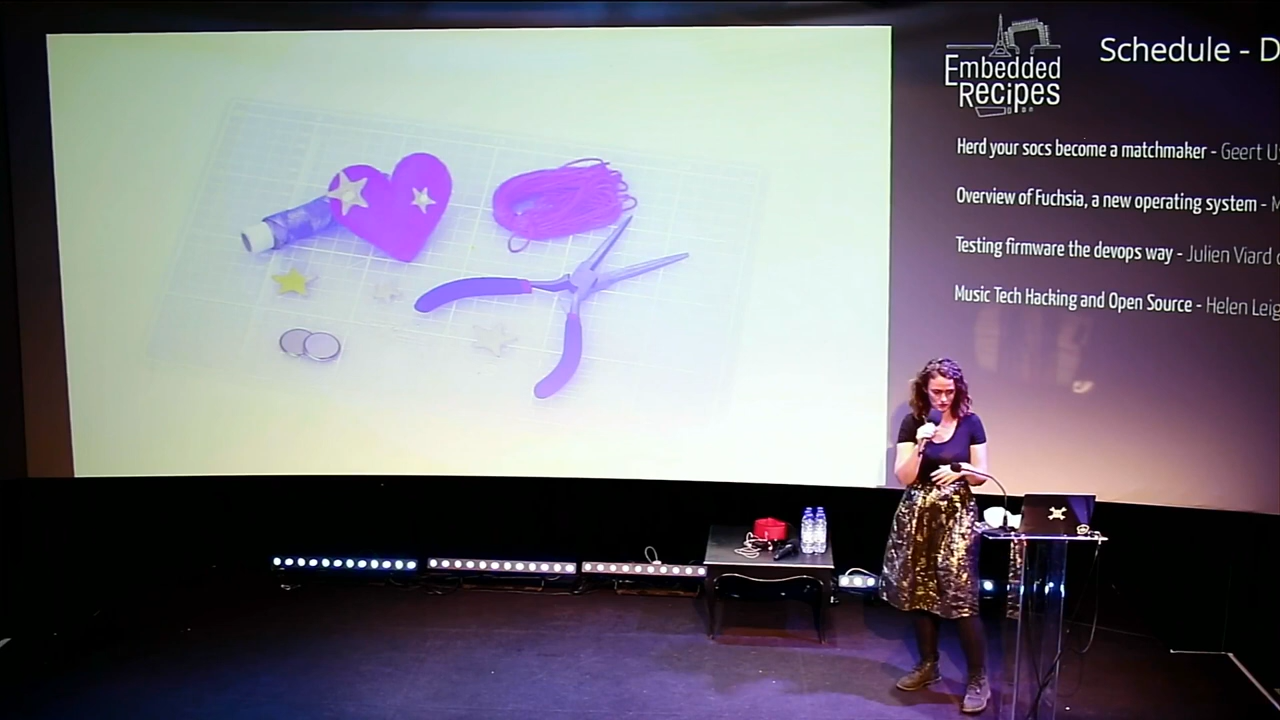 Embedded
Recipes
Schedule - D
Herd your socs become a matchmaker - Geert U
Overview of Fuchsia, a new operating system - M
Testing firmware the devops way - Julien Viard d
Music Tech Hacking and Open Source - Helen Leig